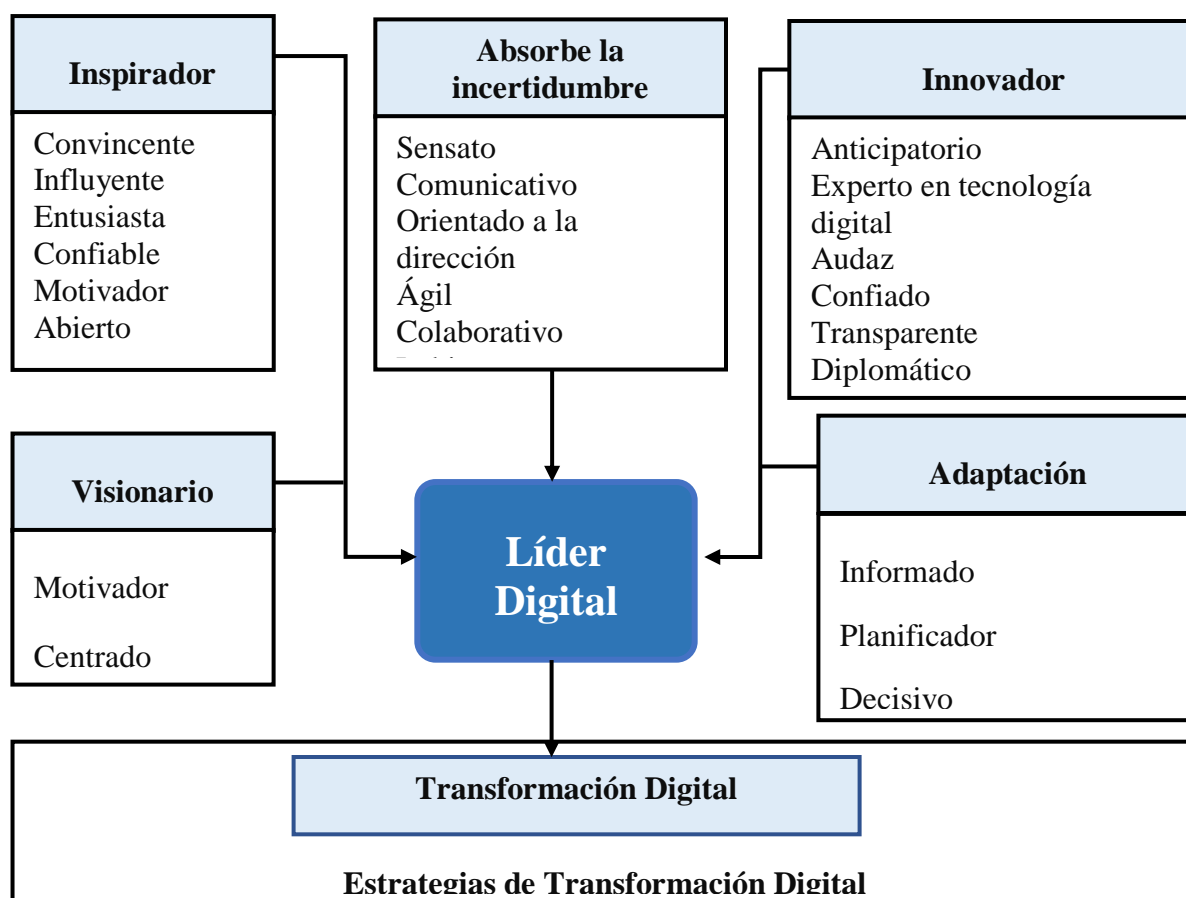 Inspirador
Convincente
Influyente
Entusiasta
Confiable
Motivador
Abierto
Absorbe la
incertidumbre
Sensato
Comunicativo
Orientado a la
dirección
Ágil
Colaborativo
Innovador
Anticipatorio
Experto en tecnología
digital
Audaz
Confiado
Transparente
Diplomático
Visionario
Motivador
Centrado
Líder
Digital
Adaptación
Informado
Planificador
Decisivo
Transformación Digital
Estrategias de Transformación Digital